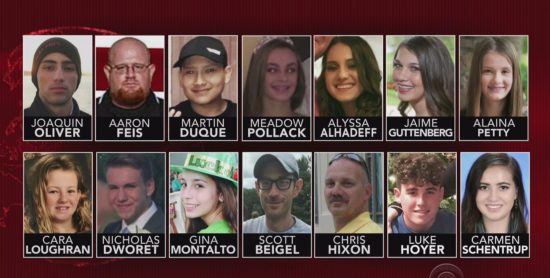 JOAQUIN AARON MARTIN MEADOW ALYSSA JAIME ALAINA
OLIVER FEIS DUQUE POLLACK ALHADEFF GUTTENBERG PETTY
CARA NICHOLAS GINA SCOTT CHRIS LUKE CARMEN
LOUGHRAN DWORET MONTALTO BEIGEL HIXON HOYER SCHENTRUP